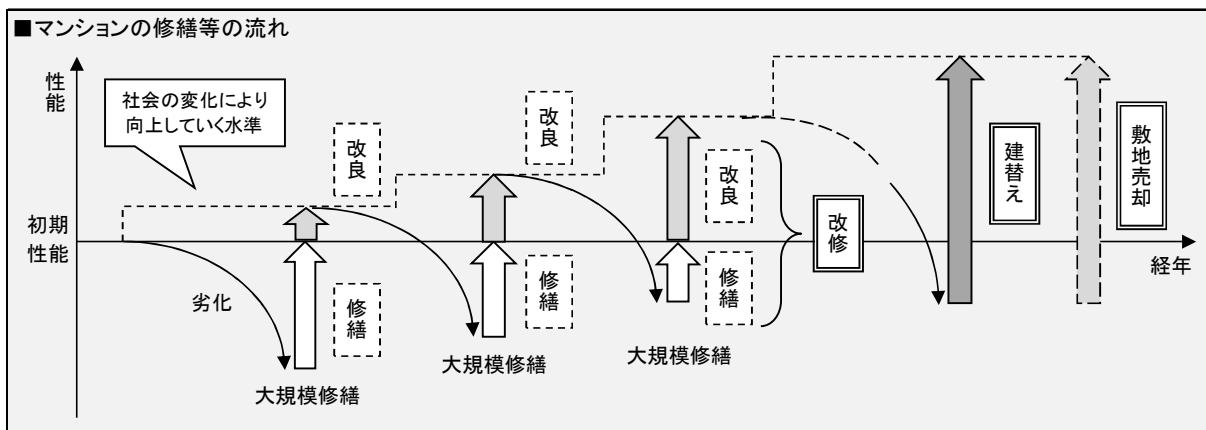 ■マンションの修繕等の流れ
性能
社会の変化により
向上していく水準
改良
改良
改良
建替え
敷地売却
初期
性能
改修
経年
劣化
修繕
修繕
修繕
大規模修繕
大規模修繕
大規模修繕